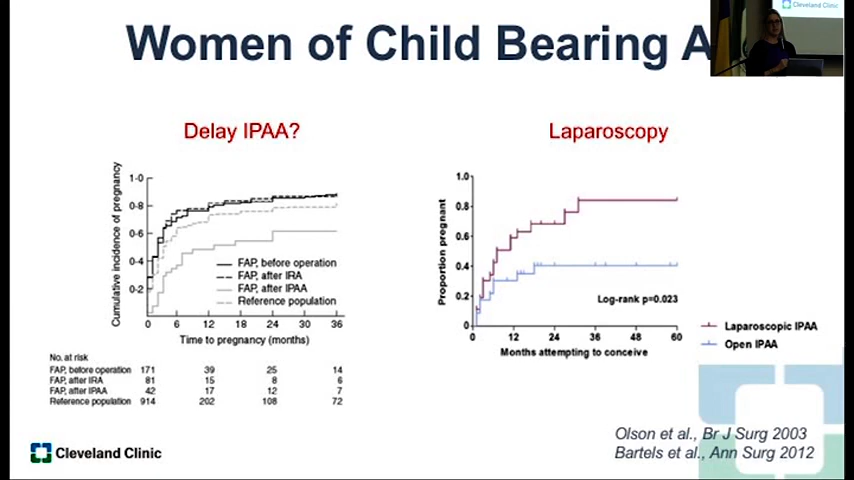 Women of Child Bearing A
Cleveland Clinic
Delay IPAA?
Laparoscopy
Cumulative incidence of pregnancy
1·0
0·8
0·6
0·4
0·2
FAP, before operation
FAP, after IRA
FAP, after IPAA
Reference population
0 6 12 18 24 30 36
Time to pregnancy (months)
No. at risk
FAP, before operation 171 39 25 14
FAP, after IRA 81 15 8 6
FAP, after IPAA 42 17 12 7
Reference population 914 202 108 72
Proportion pregnant
1.0
0.8
0.6
0.4
0.2
0
Log-rank p=0.023
0 12 24 36 48 60
Months attempting to conceive
Laparoscopic IPAA
Open IPAA
Olson et al., Br J Surg 2003
Bartels et al., Ann Surg 2012
Cleveland Clinic